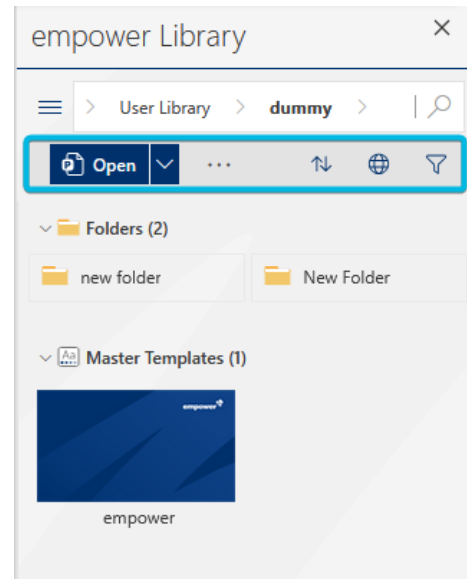 empower Library
User Library dummy
Open
Folders (2)
new folder New Folder
Master Templates (1)
empower
empower